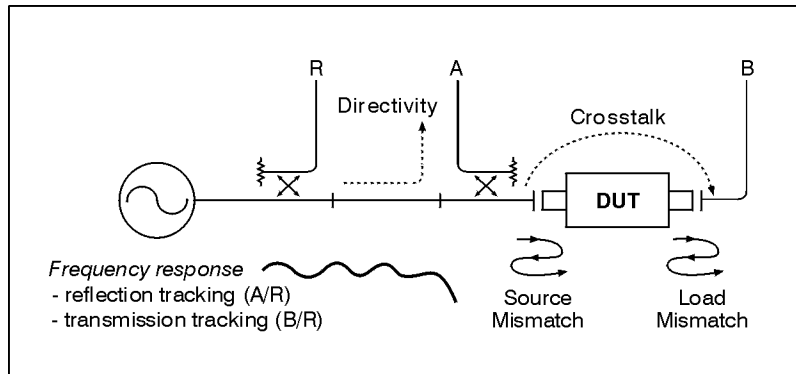 R
A
B
Directivity
Crosstalk
DUT
Frequency response
- reflection tracking (A/R)
- transmission tracking (B/R)
Source
Mismatch
Load
Mismatch